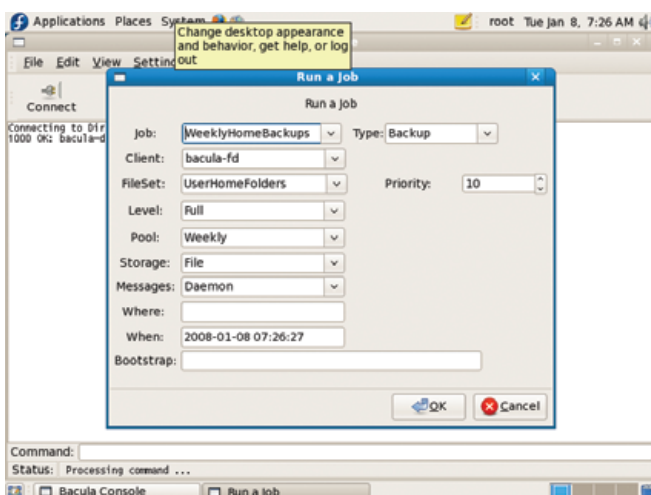 Applications Places System root Tue Jan 8, 7:26 AM
Change desktop appearance
and behavior, get help, or log
out
File Edit View
Run a Job
Connect
Run a Job
Connecting to Dir
1000 OK: bacula-d
Job: WeeklyHomeBackups Type: Backup
Client: bacula-fd
FileSet: UserHomeFolders Priority: 10
Level: Full
Pool: Weekly
Storage: File
Messages: Daemon
Where:
When: 2008-01-08 07:26:27
Bootstrap:
OK Cancel
Command:
Status: Processing command ...
Bacula Console Run a Job